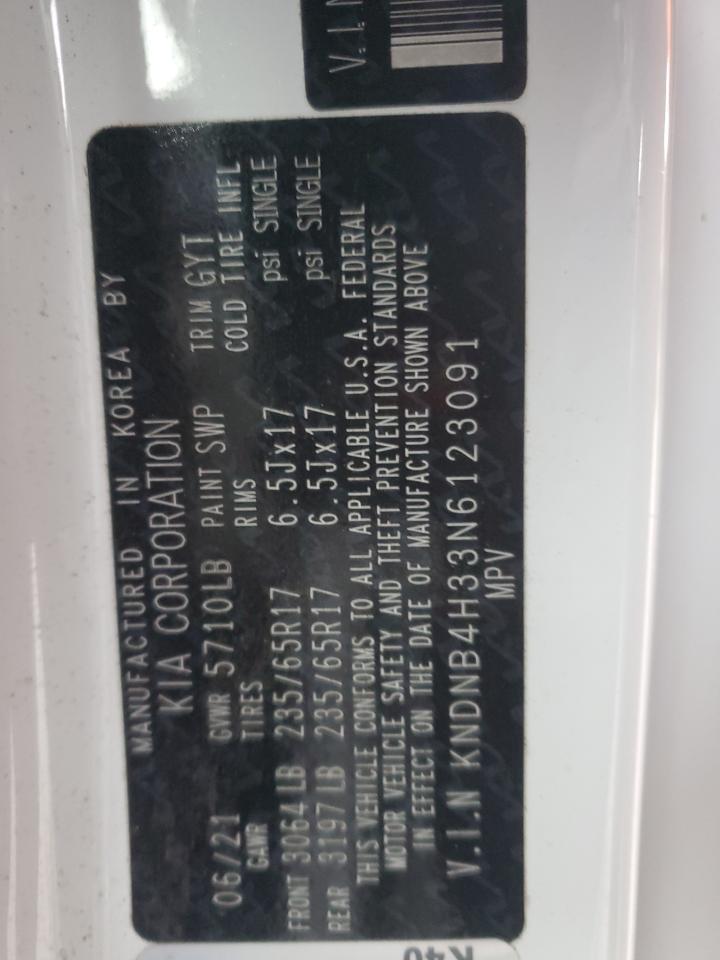 MANUFACTURED IN KOREA BY
KIA CORPORATION
06/21 GVWR 5710LB PAINT SWP TRIM GYT
GAWR TIRES RIMS COLD TIRE INFL
FRONT 3064LB 235/65R17 6.5Jx17 psi SINGLE
REAR 3197LB 235/65R17 6.5Jx17 psi SINGLE
THIS VEHICLE CONFORMS TO ALL APPLICABLE U.S.A. FEDERAL
MOTOR VEHICLE SAFETY AND THEFT PREVENTION STANDARDS
IN EFFECT ON THE DATE OF MANUFACTURE SHOWN ABOVE
V.I.N KNDNB4H33N6123091
MPV
V.I.N
K40